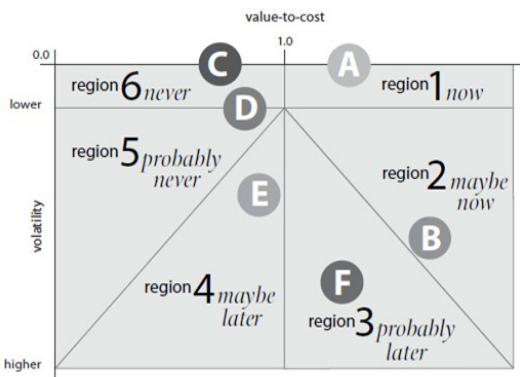 value-to-cost
0.0
1.0
C
A
region 6 never
region 1 now
lower
D
region 5 probably
never
region 2 maybe
now
E
volatility
B
F
region 4 maybe
later
region 3 probably
later
higher